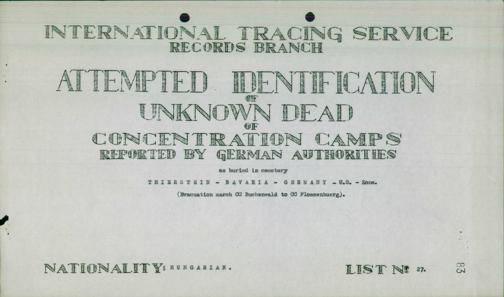 INTERNATIONAL TRACING SERVICE
RECORDS BRANCH
ATTEMPTED IDENTIFICATION
OF
UNKNOWN DEAD
OF
CONCENTRATION CAMPS
REPORTED BY GERMAN AUTHORITIES
as buried in cemetery
THIERSTEIN - BAVARIA - GERMANY - U.S. - Zone.
(Evacuation march CC Buchenwald to CC Flossenbuerg).
NATIONALITY: HUNGARIAN.
LIST No 27.
83